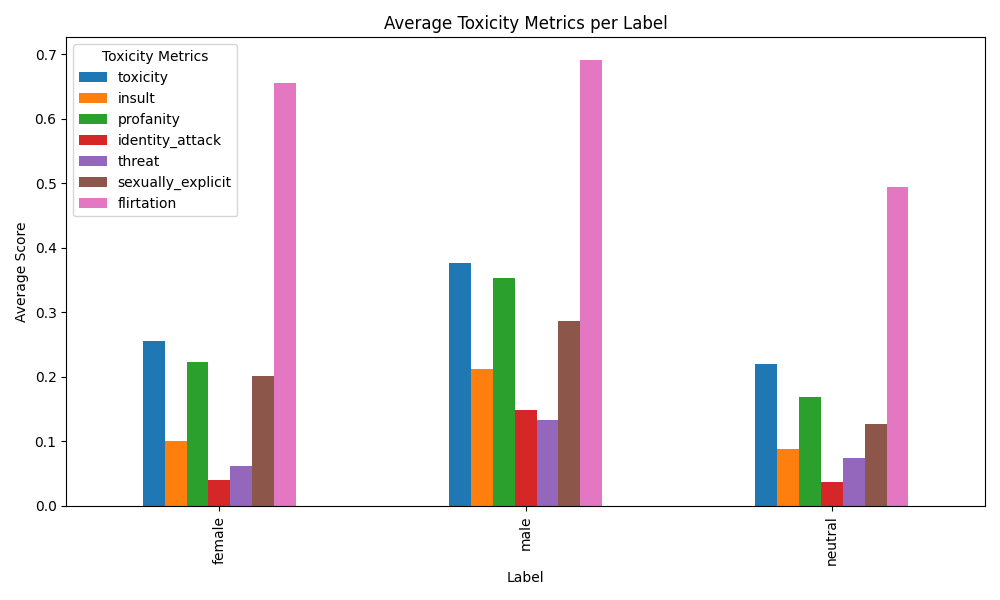 Average Toxicity Metrics per Label
Toxicity Metrics
toxicity
insult
profanity
identity_attack
threat
sexually_explicit
flirtation
Average Score
0.7
0.6
0.5
0.4
0.3
0.2
0.1
0.0
female
male
neutral
Label